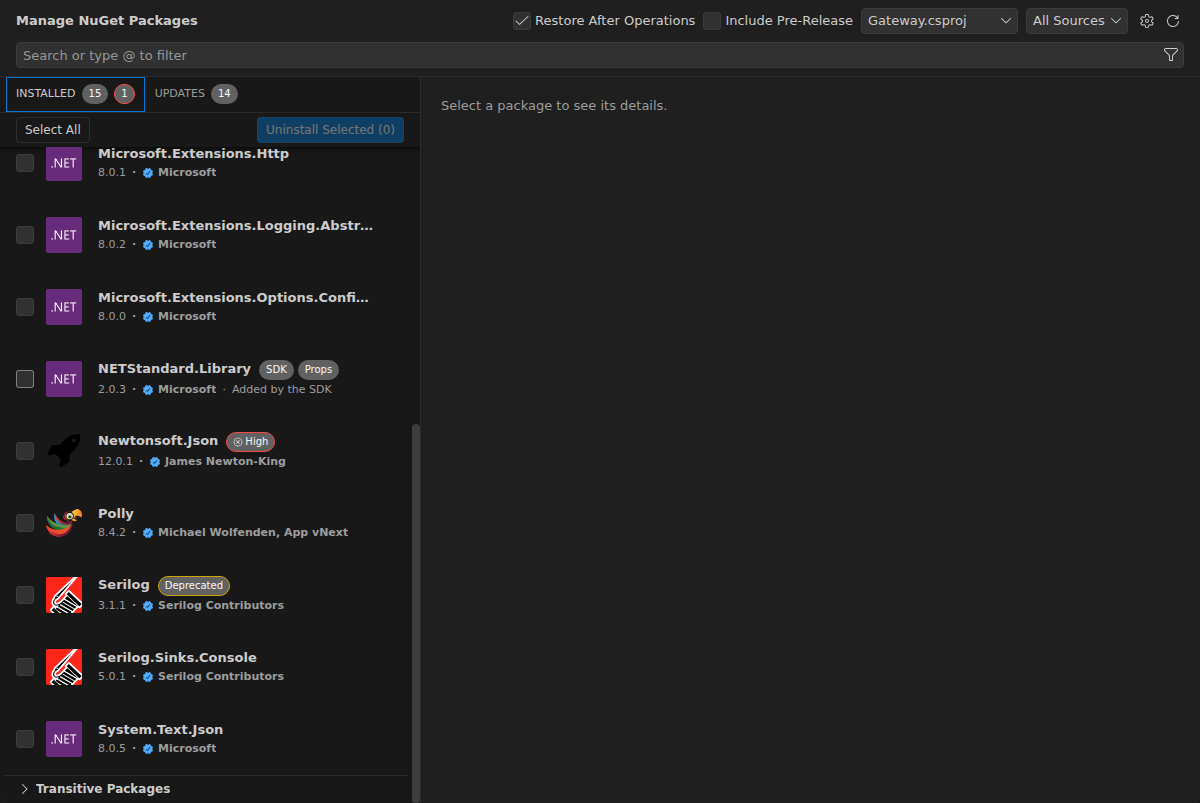 Manage NuGet Packages
Restore After Operations
Include Pre-Release
Gateway.csproj
All Sources
Search or type @ to filter
INSTALLED 15 1
UPDATES 14
Select All
Uninstall Selected (0)
Select a package to see its details.
.NET
Microsoft.Extensions.Http
8.0.1 · Microsoft
.NET
Microsoft.Extensions.Logging.Abstr…
8.0.2 · Microsoft
.NET
Microsoft.Extensions.Options.Confi…
8.0.0 · Microsoft
.NET
NETStandard.Library SDK Props
2.0.3 · Microsoft · Added by the SDK
Newtonsoft.Json High
12.0.1 · James Newton-King
Polly
8.4.2 · Michael Wolfenden, App vNext
Serilog Deprecated
3.1.1 · Serilog Contributors
Serilog.Sinks.Console
5.0.1 · Serilog Contributors
.NET
System.Text.Json
8.0.5 · Microsoft
Transitive Packages